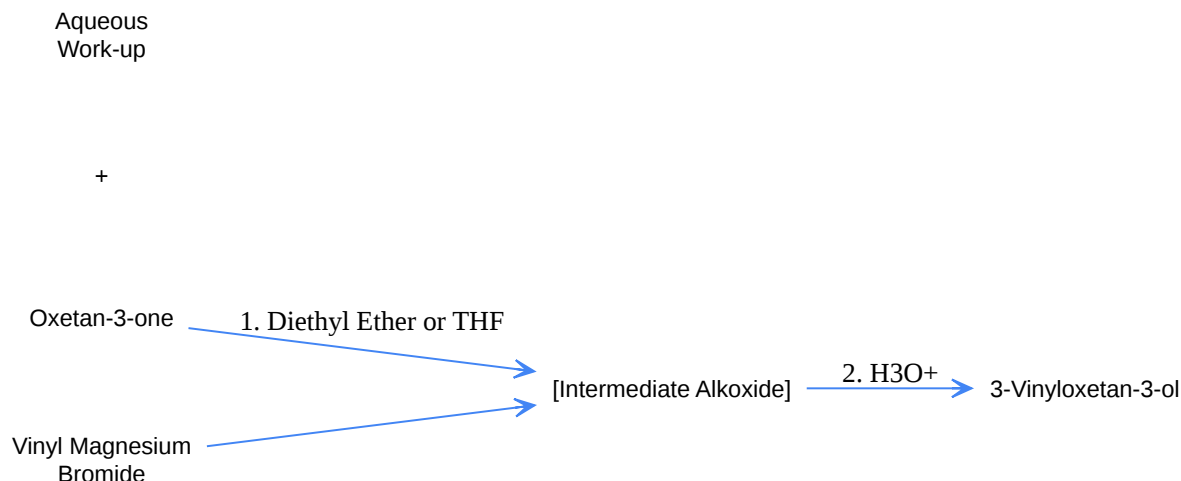 Aqueous
Work-up
+
Oxetan-3-one
1. Diethyl Ether or THF
[Intermediate Alkoxide]
2. H3O+
3-Vinyloxetan-3-ol
Vinyl Magnesium
Bromide